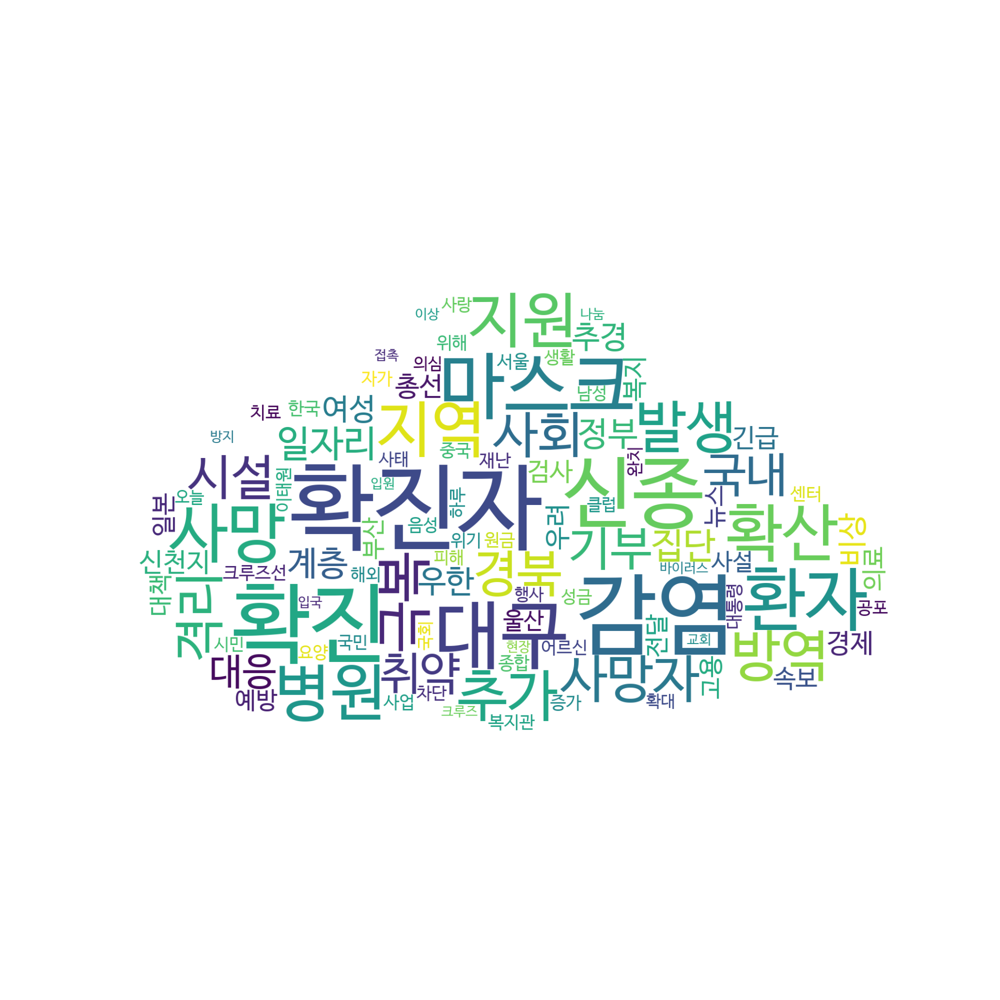 지원
사랑
이상
나눔
추경
위해
접촉
의심
마스크
서울
생활
복지
자가
총선
남성
치료
한국
여성
지역
발생
방지
일자리
사회
정부
긴급
중국
사태
재난
완치
시설
확진자
검사
신종
국내
이태원
입원
오늘
일본
동북
클럽
뉴스
센터
사망
부산
음성
우려
확산
비상
위기
원금
기부
집단
신천지
계층
피해
경북
바이러스
사설
의료
크루즈선
해외
미국
우한
대책
격리
확진
입국
행사
성금
감염
대통령
환자
공포
대구
울산
전달
국회
시민
요양
국민
현장
어르신
교회
방역
경제
대응
병원
취약
종합
사망자
고용
속보
예방
사업
차단
추가
증가
확대
크루즈
복지관